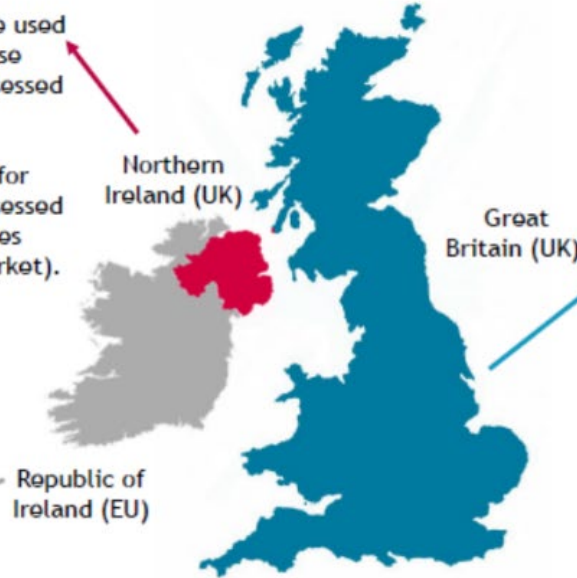 e used
se
essed
for
essed
es
rket).
Northern
Ireland (UK)
Great
Britain (UK)
Republic of
Ireland (EU)